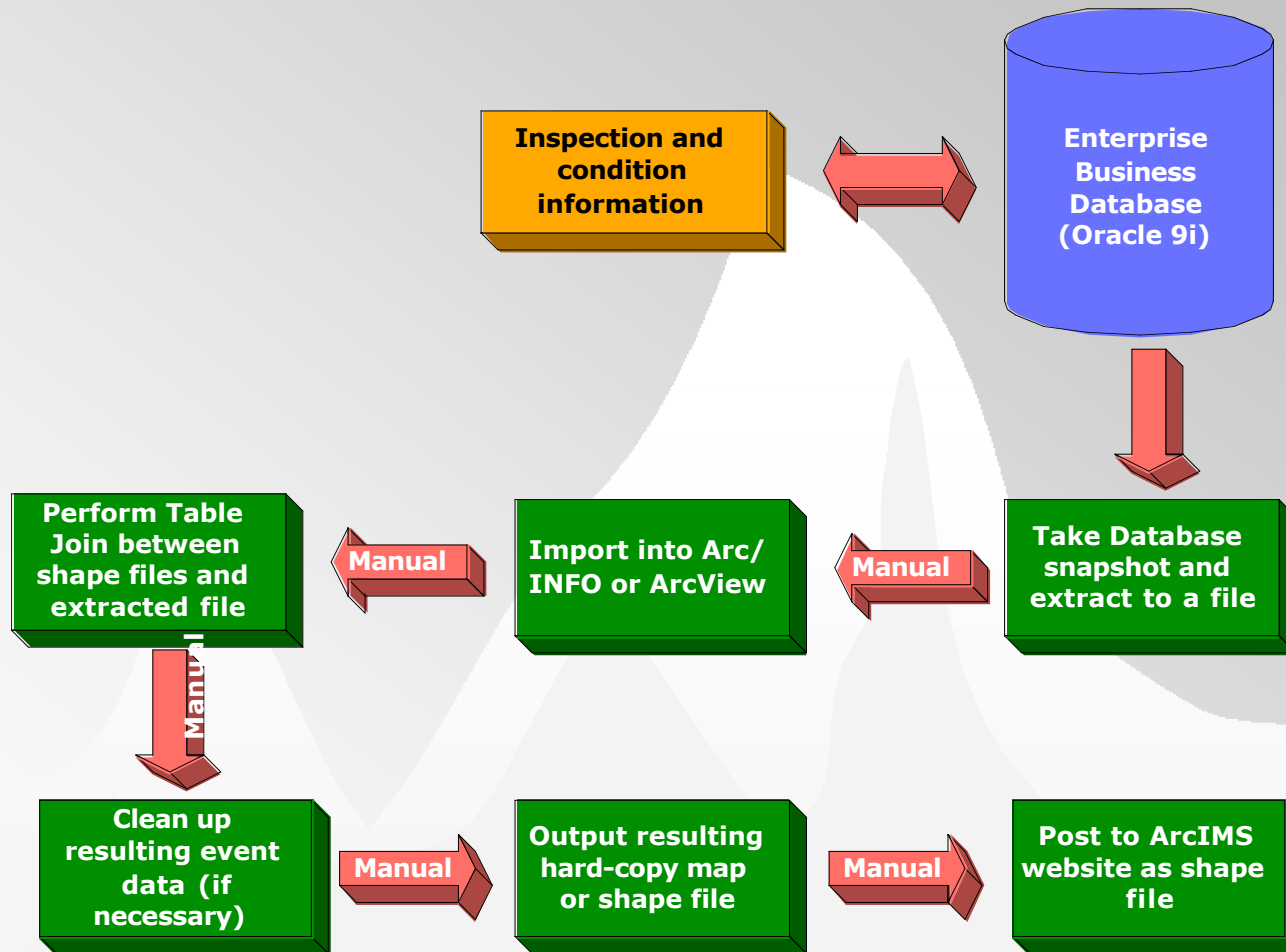 Inspection and
condition
information
Enterprise
Business
Database
(Oracle 9i)
Perform Table
Join between
shape files and
extracted file
Manual
Import into Arc/
INFO or ArcView
Manual
Take Database
snapshot and
extract to a file
Manual
Clean up
resulting event
data (if
necessary)
Manual
Output resulting
hard-copy map
or shape file
Manual
Post to ArcIMS
website as shape
file